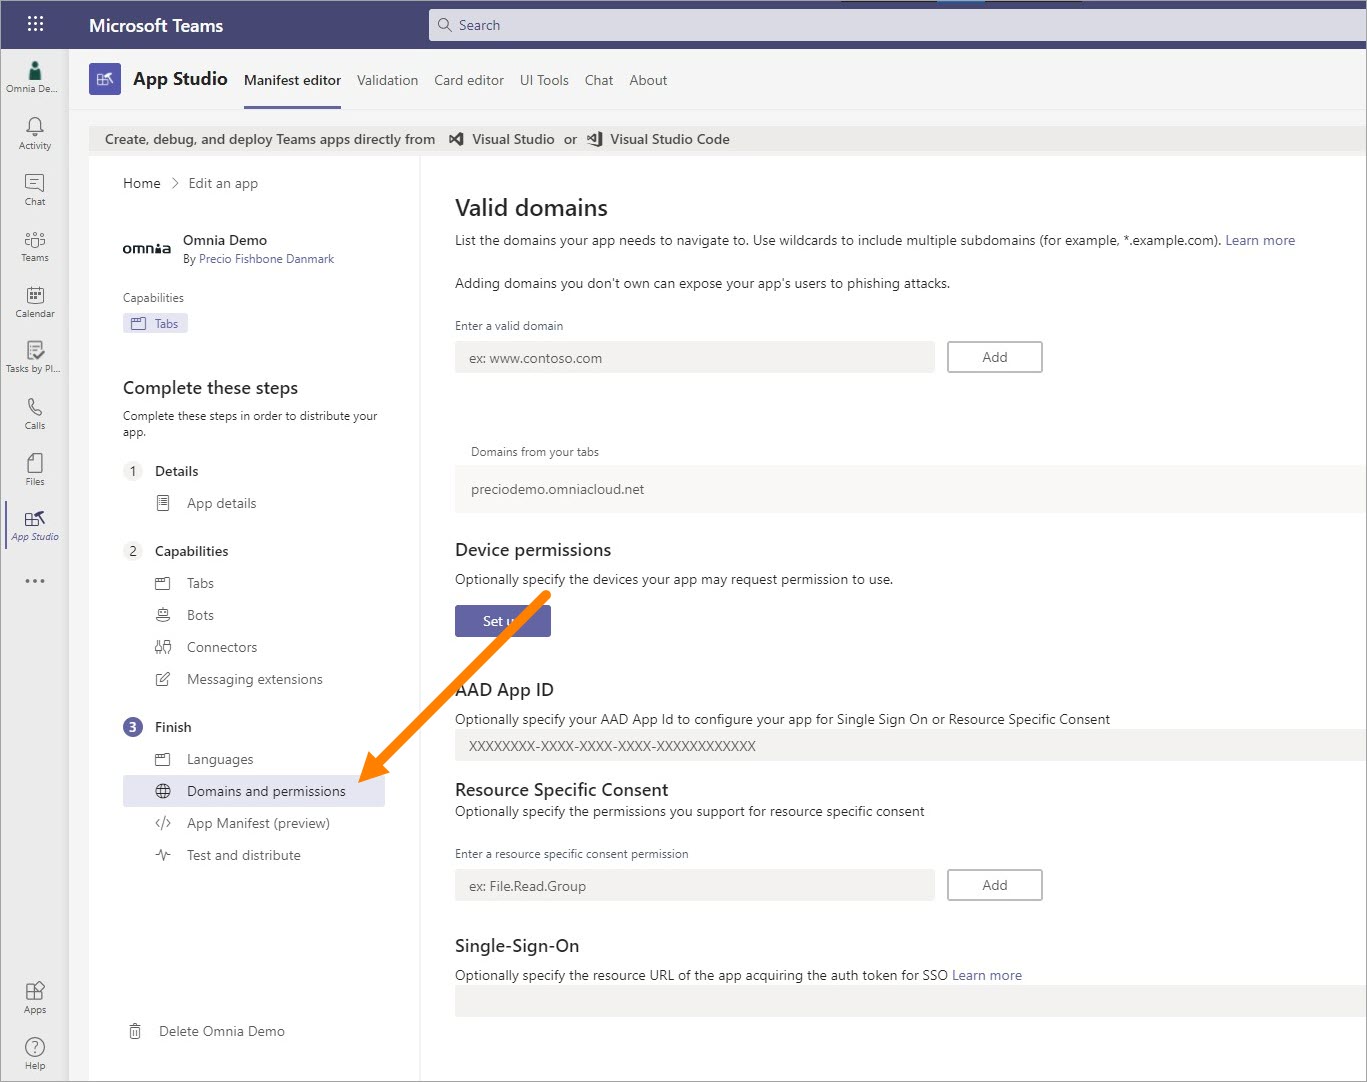 Microsoft Teams
Search
Omnia De...
Activity
Chat
Teams
Calendar
Tasks by Pl...
Calls
Files
App Studio
Apps
Help
App Studio Manifest editor Validation Card editor UI Tools Chat About
Create, debug, and deploy Teams apps directly from Visual Studio or Visual Studio Code
Home > Edit an app
omnia
Omnia Demo
By Precio Fishbone Danmark
Capabilities
Tabs
Complete these steps
Complete these steps in order to distribute your
app.
1 Details
App details
2 Capabilities
Tabs
Bots
Connectors
Messaging extensions
3 Finish
Languages
Domains and permissions
App Manifest (preview)
Test and distribute
Delete Omnia Demo
Valid domains
List the domains your app needs to navigate to. Use wildcards to include multiple subdomains (for example, *.example.com). Learn more
Adding domains you don't own can expose your app's users to phishing attacks.
Enter a valid domain
ex: www.contoso.com
Add
Domains from your tabs
preciodemo.omniacloud.net
Device permissions
Optionally specify the devices your app may request permission to use.
Set u
AAD App ID
Optionally specify your AAD App Id to configure your app for Single Sign On or Resource Specific Consent
XXXXXXXX-XXXX-XXXX-XXXX-XXXXXXXXXXXX
Resource Specific Consent
Optionally specify the permissions you support for resource specific consent
Enter a resource specific consent permission
ex: File.Read.Group
Add
Single-Sign-On
Optionally specify the resource URL of the app acquiring the auth token for SSO Learn more